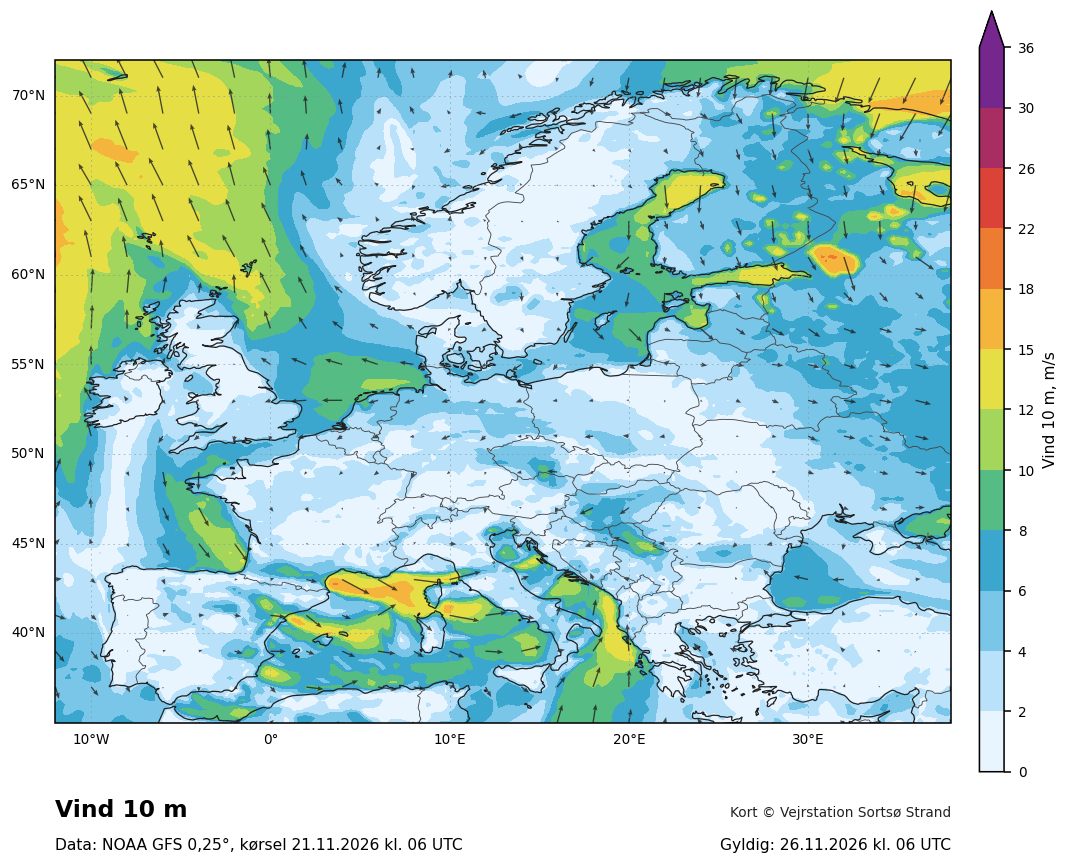 70°N
65°N
60°N
55°N
50°N
45°N
40°N
10°W
0°
10°E
20°E
30°E
36
30
26
22
18
15
12
10
8
6
4
2
0
Vind 10 m, m/s
Vind 10 m
Kort © Vejrstation Sortsø Strand
Data: NOAA GFS 0,25°, kørsel 21.11.2026 kl. 06 UTC
Gyldig: 26.11.2026 kl. 06 UTC